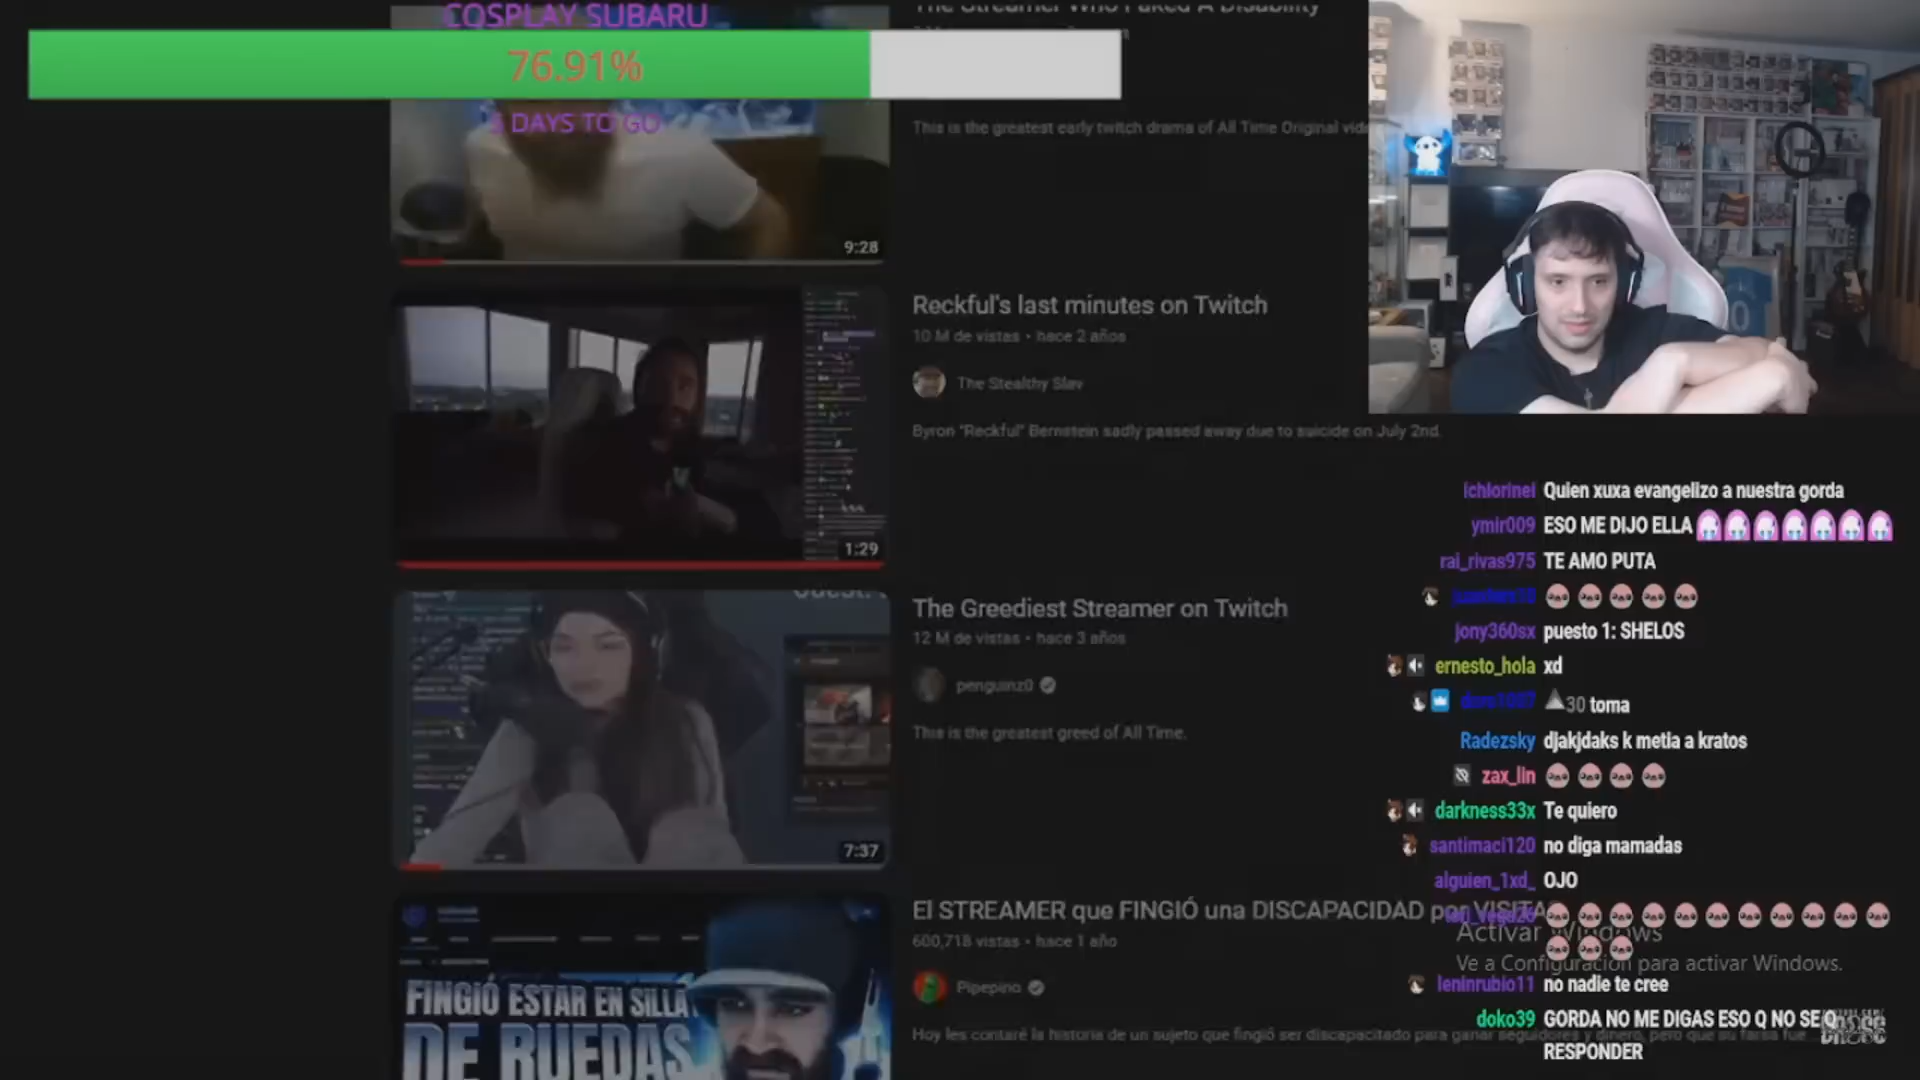 COSPLAY SUBARU
76.91%
DAYS TO GO
The Streamer Who Faked A Disability
This is the greatest early twitch drama of All Time Original
9:28
Reckful's last minutes on Twitch
10 M de vistas • hace 2 años
The Stealthy Slav
Byron "Reckful" Bernstein sadly passed away due to suicide on July 2nd.
1:29
The Greediest Streamer on Twitch
12 M de vistas • hace 3 años
penguinz0
This is the greatest greed of All Time.
7:37
El STREAMER que FINGIÓ una DISCAPACIDAD por VISITAS
600,718 vistas • hace 1 año
Pipepino
Hoy les contaré la historia de un sujeto que fingió ser discapacitado para ganar seguidores y dinero, pero que su farsa fue
FINGIÓ ESTAR EN SILLA
DE RUEDAS
lchlorinel Quien xuxa evangelizo a nuestra gorda
ymir009 ESO ME DIJO ELLA
rai_rivas975 TE AMO PUTA
jony360sx puesto 1: SHELOS
ernesto_hola xd
30 toma
Radezsky djakjdaks k metia a kratos
zax_lin
darkness33x Te quiero
santimaci120 no diga mamadas
alguien_1xd_ OJO
Activar Windows
Ve a Configuración para activar Windows.
leninrubio11 no nadie te cree
doko39 GORDA NO ME DIGAS ESO Q NO SE Q
RESPONDER